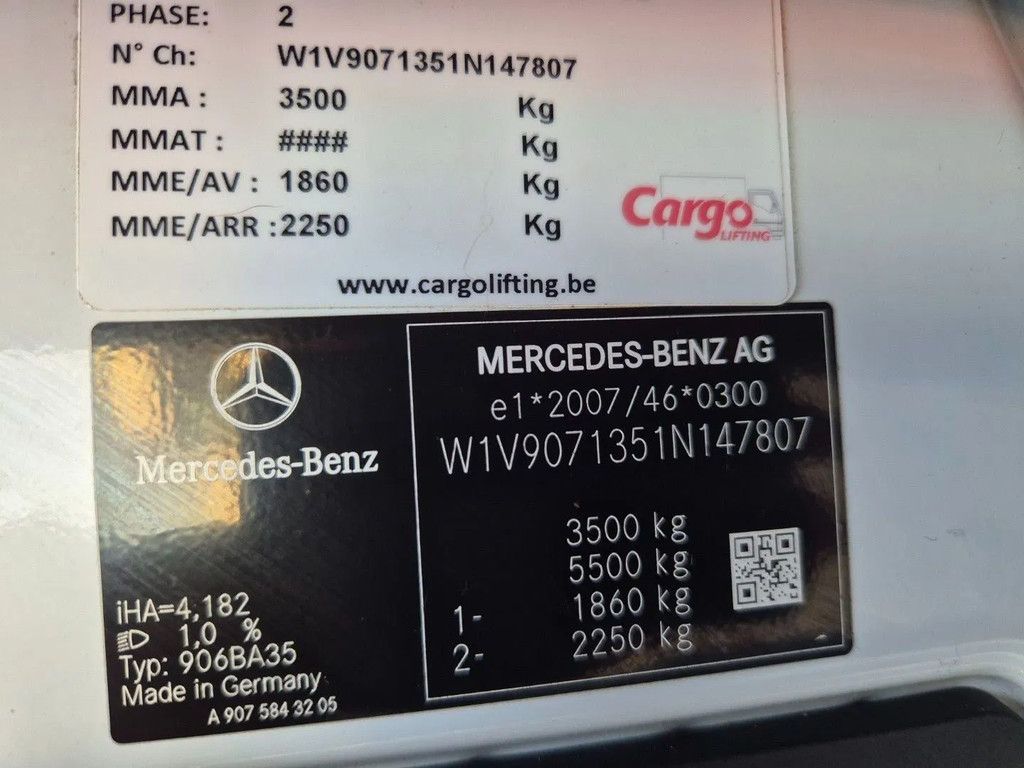 PHASE: 2
N° Ch: W1V9071351N147807
MMA : 3500 Kg
MMAT : #### Kg
MME/AV : 1860 Kg
MME/ARR : 2250 Kg
Cargo
LIFTING
www.cargolifting.be
Mercedes-Benz
iHA=4,182
1,0 %
Typ: 906BA35
Made in Germany
A 907 584 32 05
MERCEDES-BENZ AG
e1*2007/46*0300
W1V9071351N147807
3500 kg
5500 kg
1- 1860 kg
2- 2250 kg